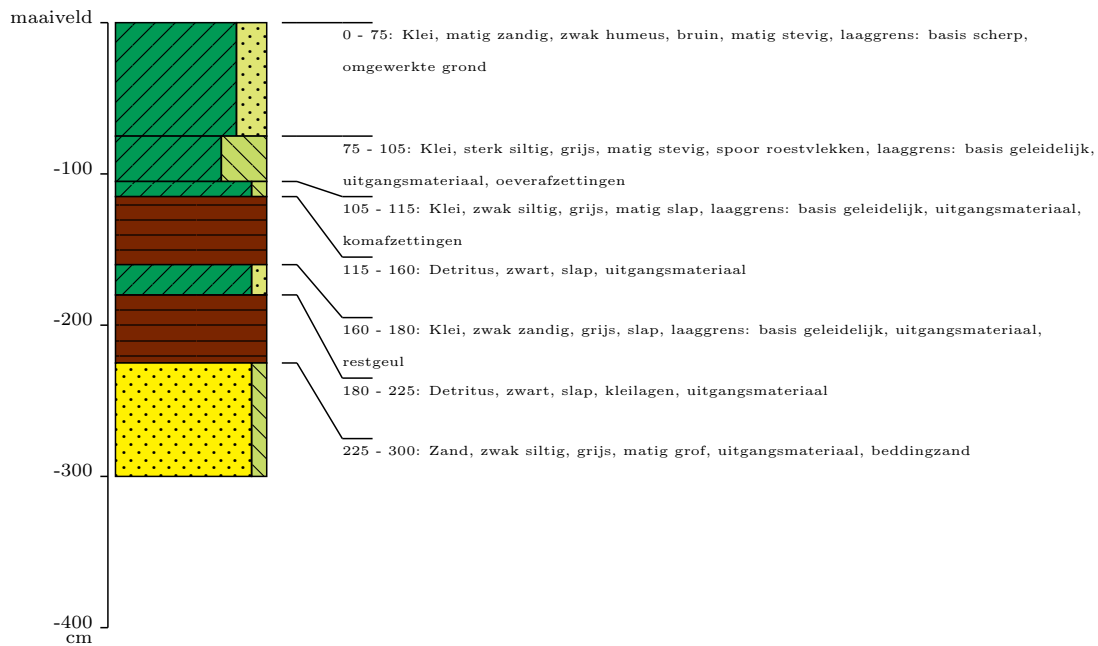 maaiveld
0 - 75: Klei, matig zandig, zwak humeus, bruin, matig stevig, laaggrens: basis scherp,
omgewerkte grond
75 - 105: Klei, sterk siltig, grijs, matig stevig, spoor roestvlekken, laaggrens: basis geleidelijk,
-100
uitgangsmateriaal, oeverafzettingen
105 - 115: Klei, zwak siltig, grijs, matig slap, laaggrens: basis geleidelijk, uitgangsmateriaal,
komafzettingen
115 - 160: Detritus, zwart, slap, uitgangsmateriaal
-200
160 - 180: Klei, zwak zandig, grijs, slap, laaggrens: basis geleidelijk, uitgangsmateriaal,
restgeul
180 - 225: Detritus, zwart, slap, kleilagen, uitgangsmateriaal
225 - 300: Zand, zwak siltig, grijs, matig grof, uitgangsmateriaal, beddingzand
-300
-400
cm